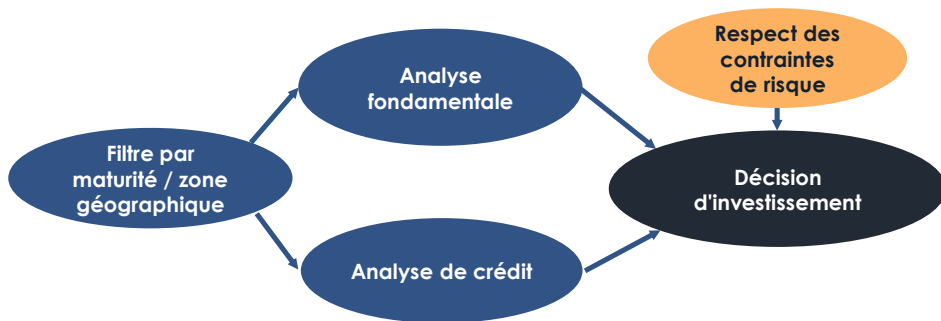 Filtre par
maturité / zone
géographique
Analyse
fondamentale
Analyse de crédit
Respect des
contraintes
de risque
Décision
d'investissement